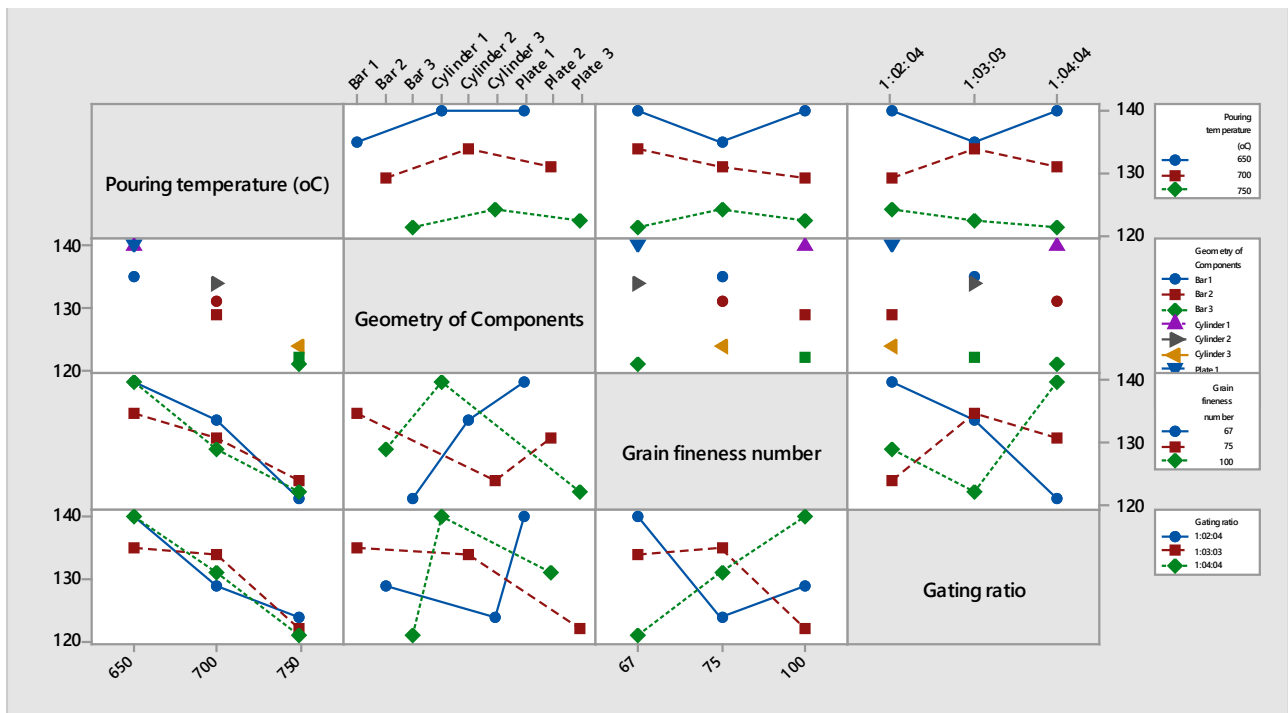 Bar 1
Bar 2
Bar 3
Cylinder 1
Cylinder 2
Cylinder 3
Plate 1
Plate 2
Plate 3
1:02:04
1:03:03
1:04:04
140
130
120
Pouring temperature (oC)
Pouring
temperature
(oC)
650
700
750
140
130
120
Geometry of Components
Geometry of
Components
Bar 1
Bar 2
Bar 3
Cylinder 1
Cylinder 2
Cylinder 3
Plate 1
Grain fineness number
140
130
120
Grain
fineness
number
67
75
100
140
130
120
Gating ratio
Gating ratio
1:02:04
1:03:03
1:04:04
650
700
750
67
75
100